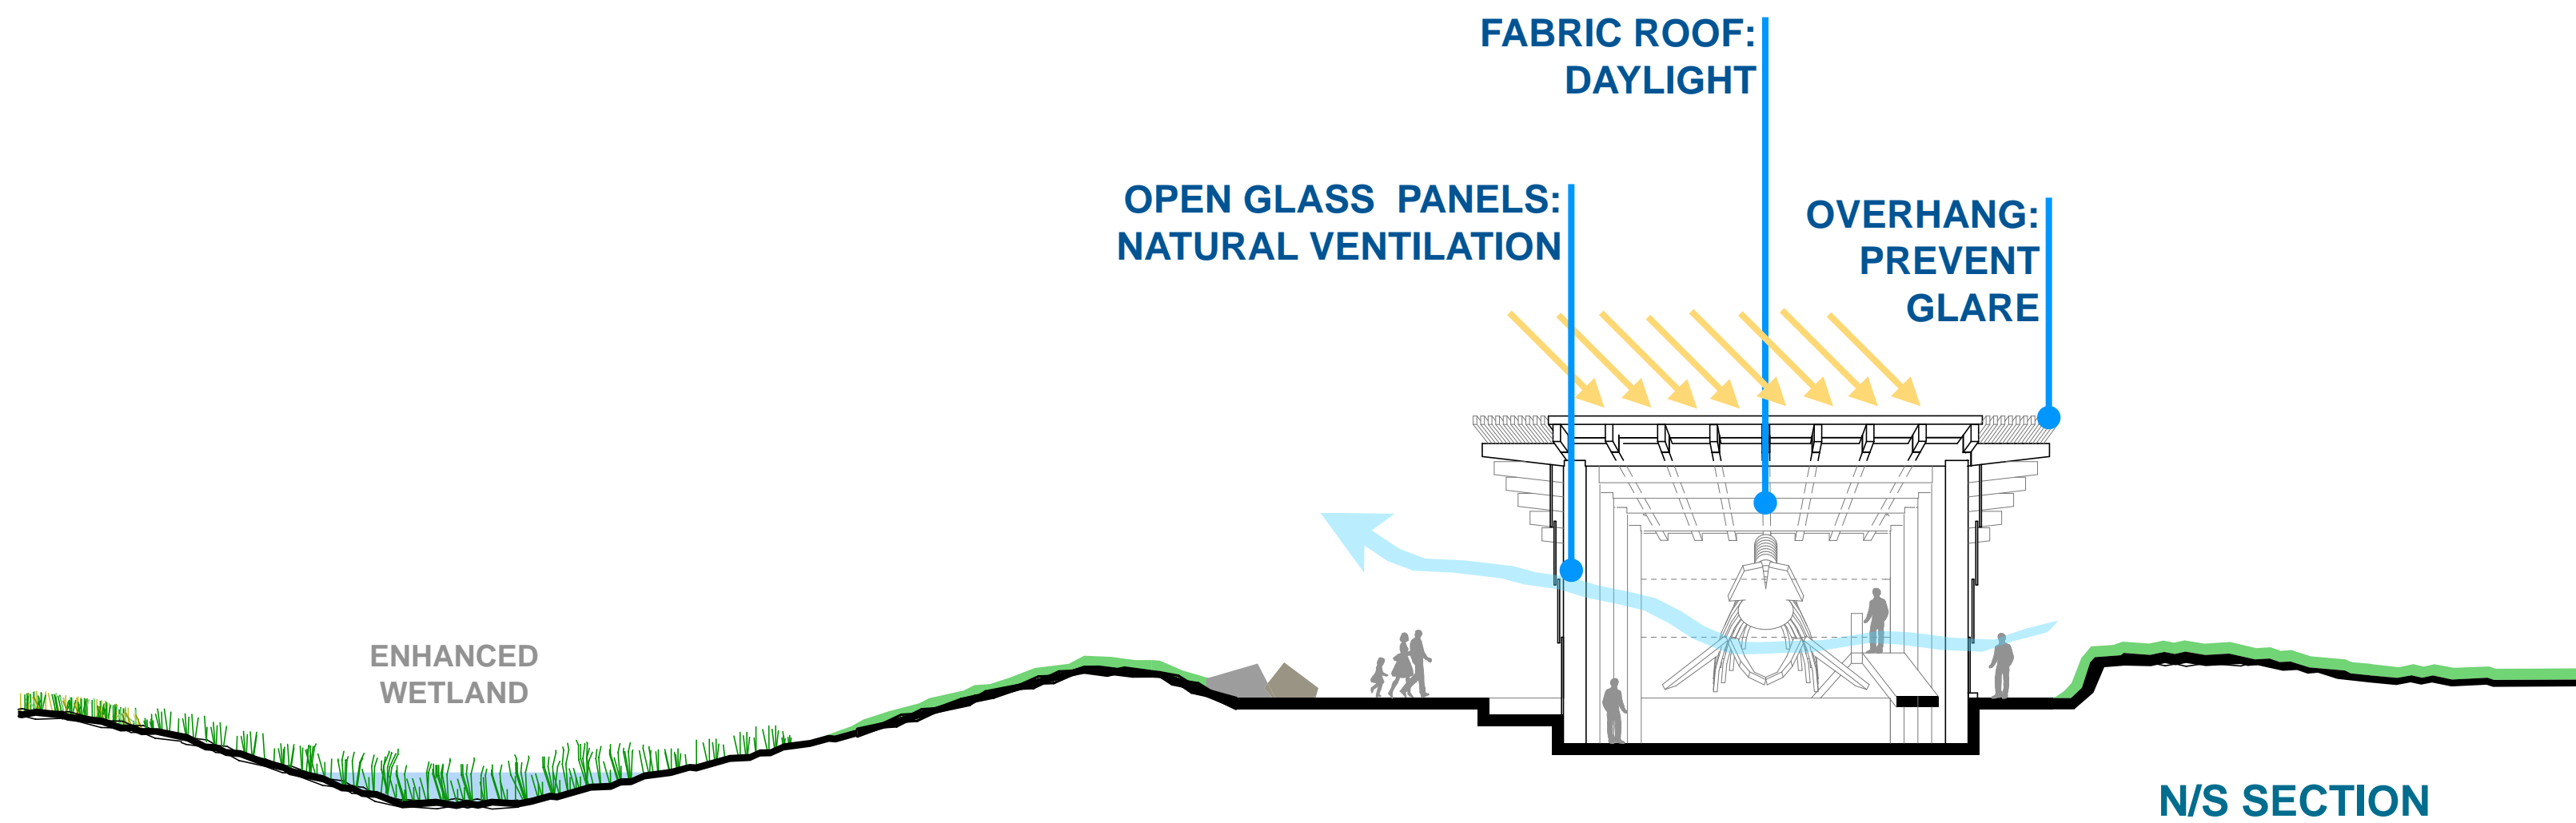 FABRIC ROOF:
DAYLIGHT
OPEN GLASS PANELS:
NATURAL VENTILATION
OVERHANG:
PREVENT
GLARE
ENHANCED
WETLAND
N/S SECTION